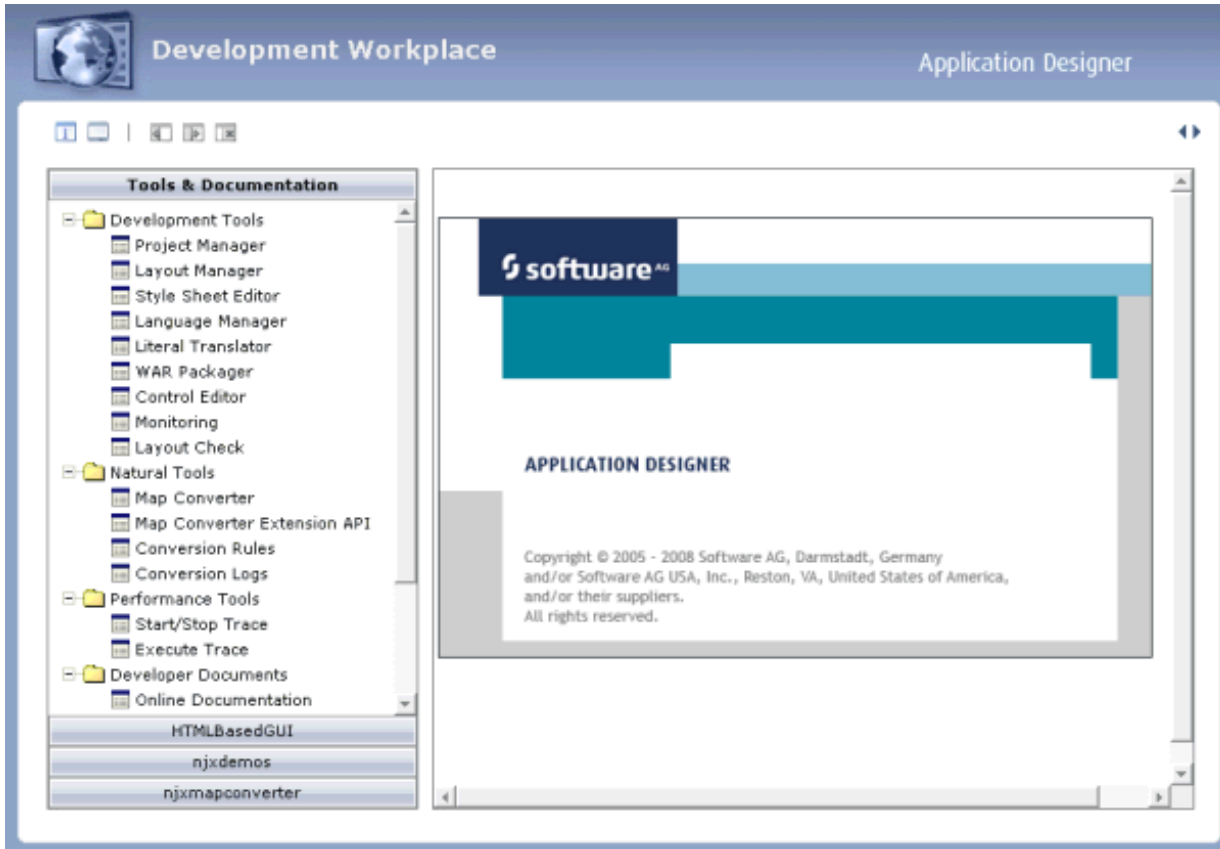 Development Workplace
Application Designer
Tools & Documentation
Development Tools
Project Manager
Layout Manager
Style Sheet Editor
Language Manager
Literal Translator
WAR Packager
Control Editor
Monitoring
Layout Check
Natural Tools
Map Converter
Map Converter Extension API
Conversion Rules
Conversion Logs
Performance Tools
Start/Stop Trace
Execute Trace
Developer Documents
Online Documentation
HTMLBasedGUI
njxdemos
njxmapconverter
software AG
APPLICATION DESIGNER
Copyright © 2005 - 2008 Software AG, Darmstadt, Germany
and/or Software AG USA, Inc., Reston, VA, United States of America,
and/or their suppliers.
All rights reserved.